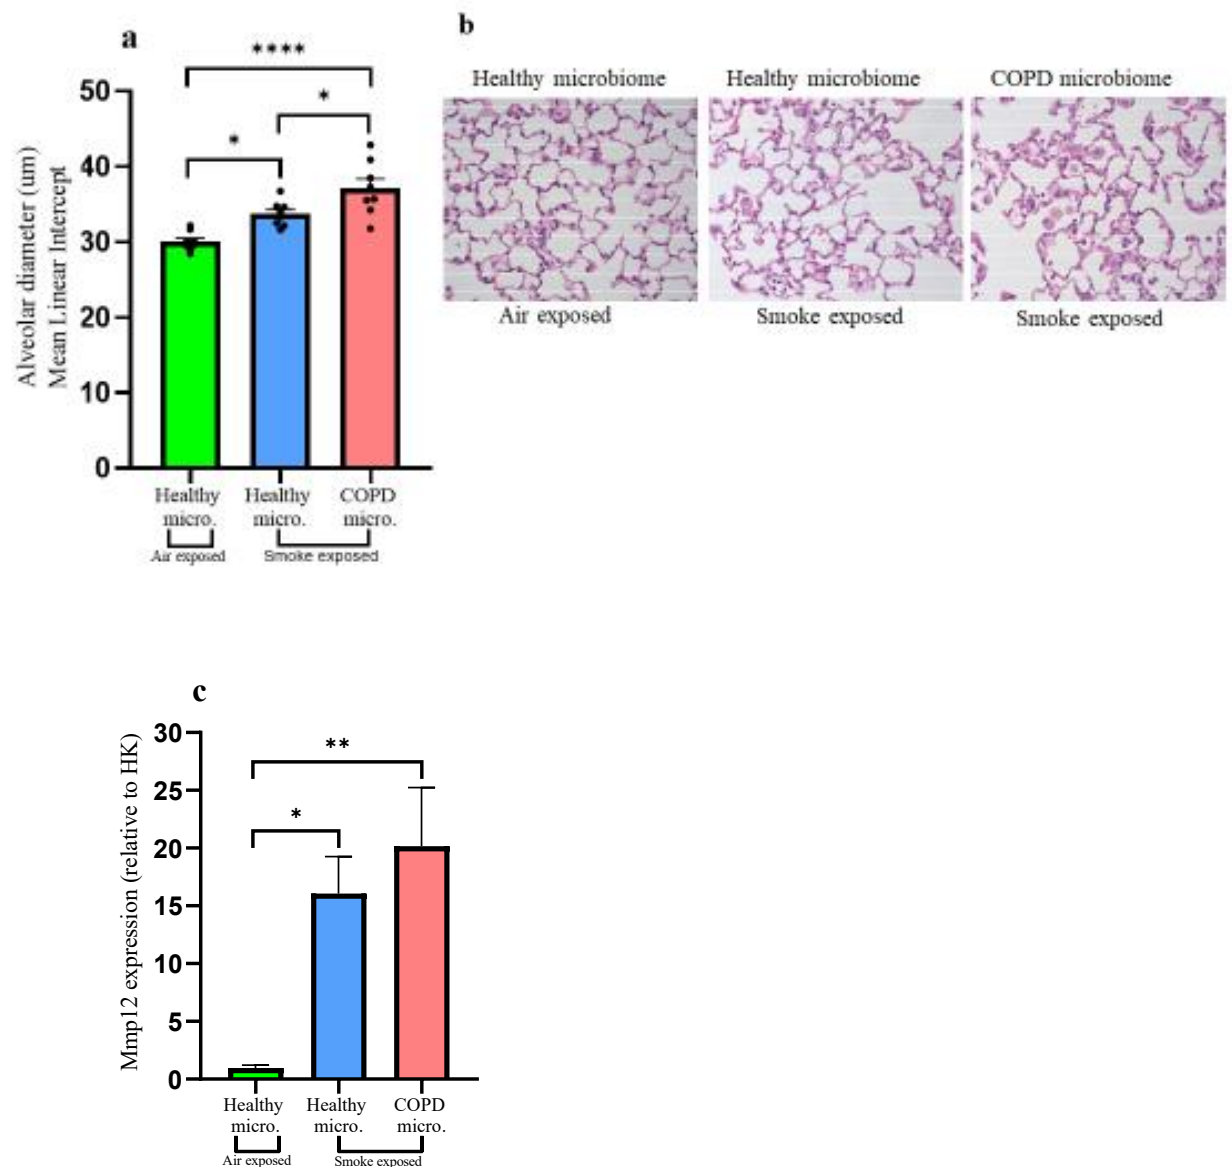 a
****
*
*
50
40
30
20
10
0
Alveolar diameter (um)
Mean Linear Intercept
Healthy micro.
Healthy micro.
COPD micro.
Air exposed
Smoke exposed
b
Healthy microbiome
Healthy microbiome
COPD microbiome
Air exposed
Smoke exposed
Smoke exposed
c
**
*
30
25
20
15
10
5
0
Mmp12 expression (relative to HK)
Healthy micro.
Healthy micro.
COPD micro.
Air exposed
Smoke exposed